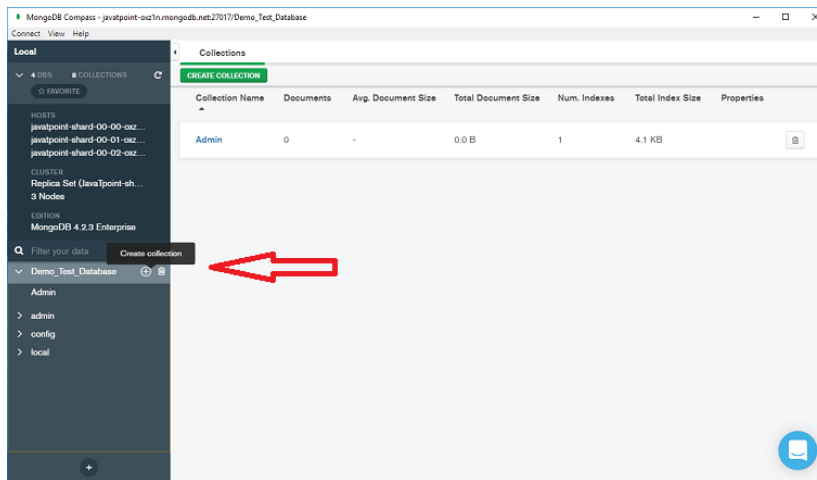 MongoDB Compass - javatpoint-oxz1n.mongodb.net:27017/Demo_Test_Database
Connect View Help
Local
4 DBS 8 COLLECTIONS
☆ FAVORITE
HOSTS
javatpoint-shard-00-00-oxz...
javatpoint-shard-00-01-oxz...
javatpoint-shard-00-02-oxz...
CLUSTER
Replica Set (JavaTpoint-sh...
3 Nodes
EDITION
MongoDB 4.2.3 Enterprise
Filter your data
Create collection
Demo_Test_Database
Admin
admin
config
local
Collections
CREATE COLLECTION
Collection Name Documents Avg. Document Size Total Document Size Num. Indexes Total Index Size Properties
Admin 0 - 0.0 B 1 4.1 KB